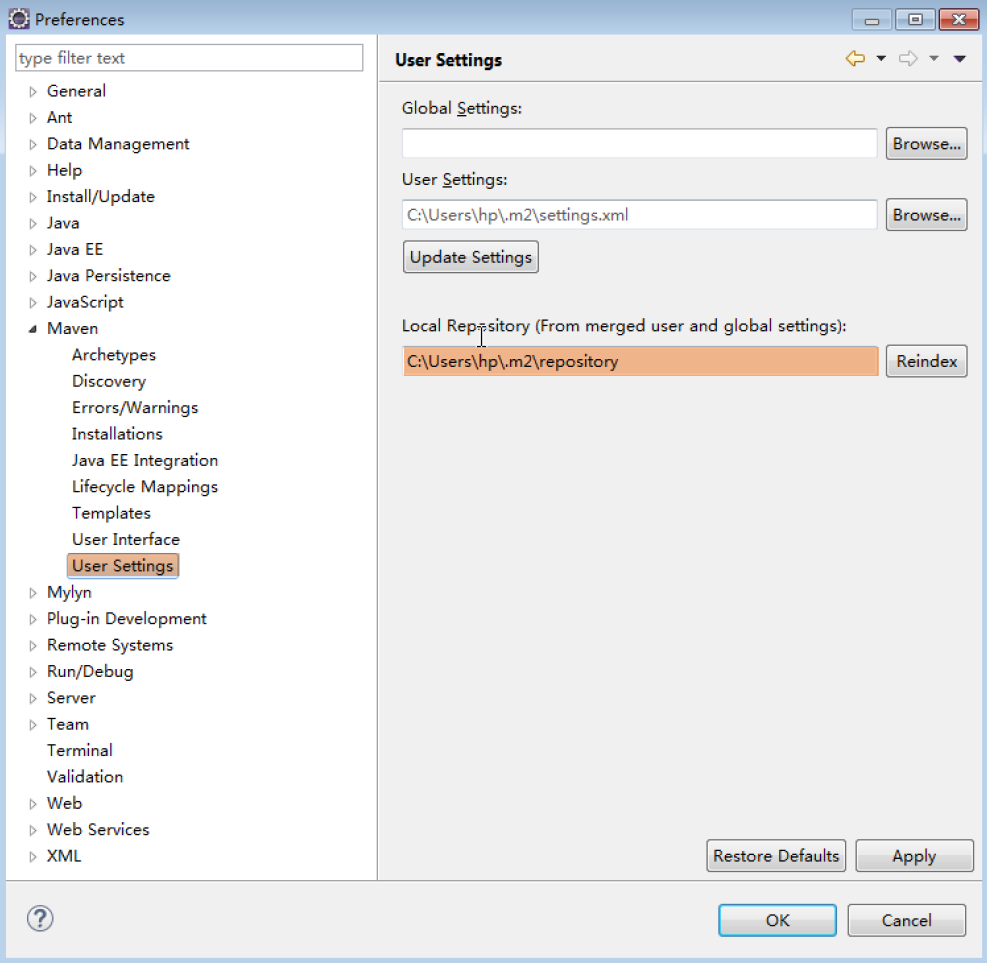 Preferences
type filter text
General
Ant
Data Management
Help
Install/Update
Java
Java EE
Java Persistence
JavaScript
Maven
Archetypes
Discovery
Errors/Warnings
Installations
Java EE Integration
Lifecycle Mappings
Templates
User Interface
User Settings
Mylyn
Plug-in Development
Remote Systems
Run/Debug
Server
Team
Terminal
Validation
Web
Web Services
XML
User Settings
Global Settings:
Browse...
User Settings:
C:\Users\hp\.m2\settings.xml
Browse...
Update Settings
Local Repository (From merged user and global settings):
C:\Users\hp\.m2\repository
Reindex
Restore Defaults
Apply
?
OK
Cancel